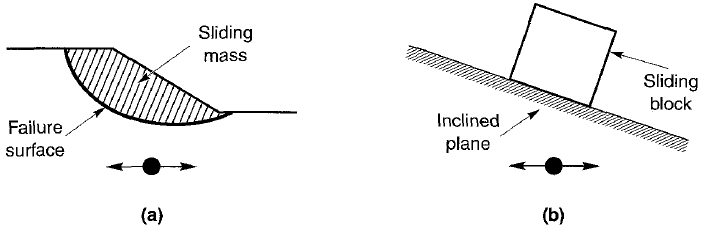 Sliding
mass
Failure
surface
(a)
Sliding
block
Inclined
plane
(b)